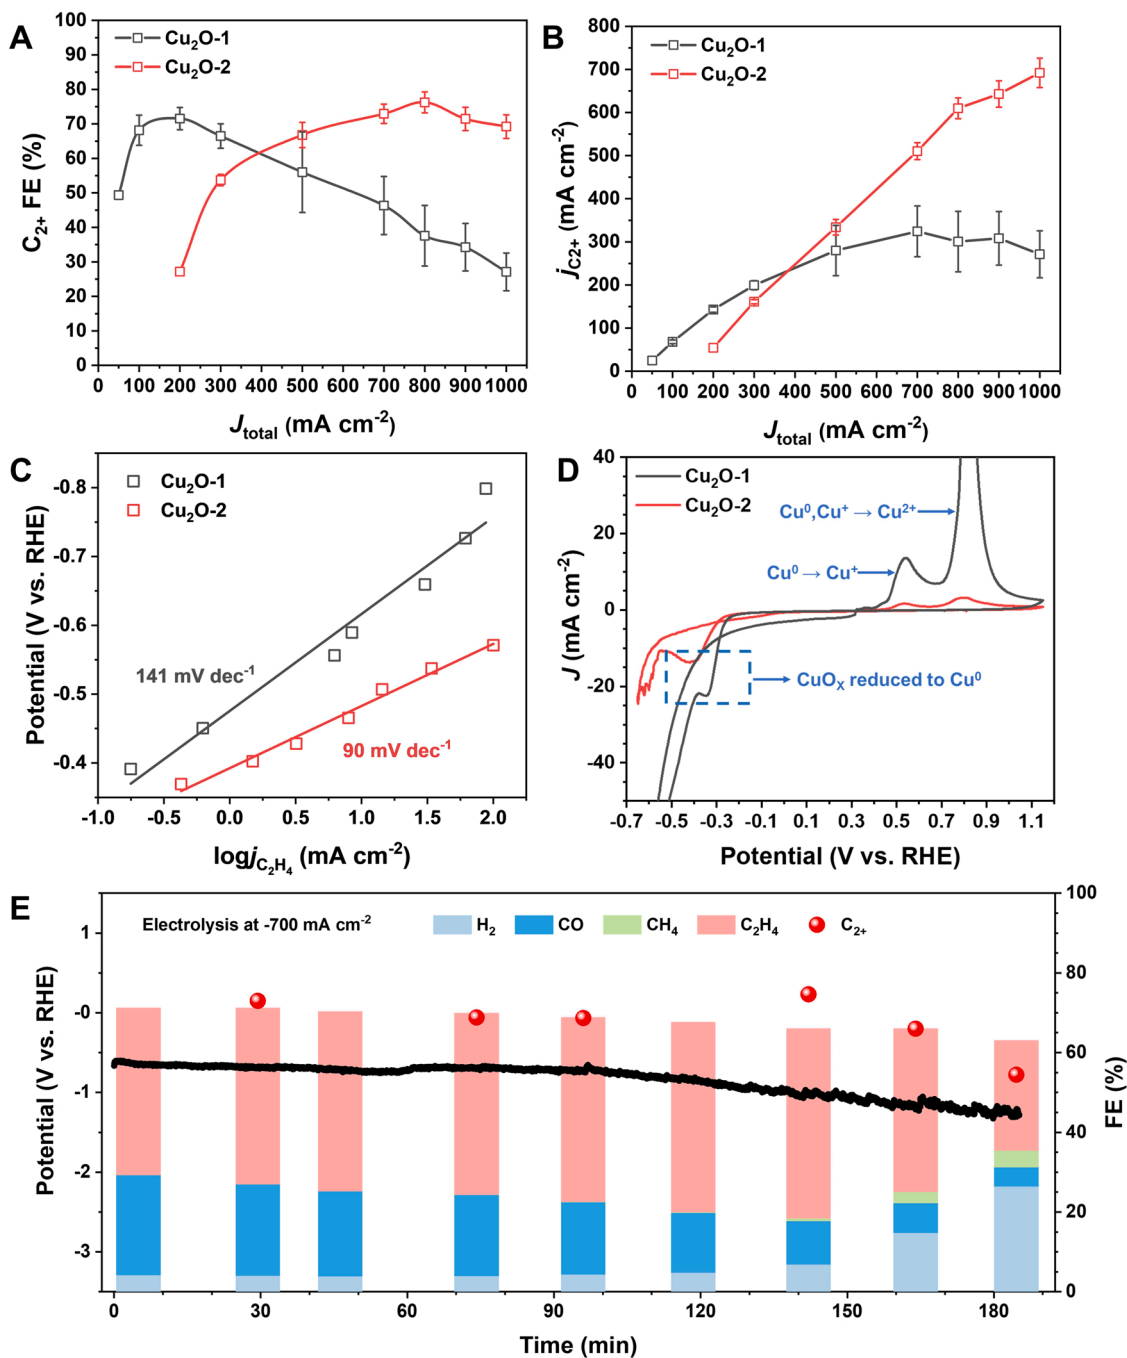 A
Cu₂O-1
Cu₂O-2
C₂₊ FE (%)
100
90
80
70
60
50
40
30
20
10
0
0 100 200 300 400 500 600 700 800 900 1000
J_total (mA cm⁻²)
B
Cu₂O-1
Cu₂O-2
j_C2+ (mA cm⁻²)
800
700
600
500
400
300
200
100
0
0 100 200 300 400 500 600 700 800 900 1000
J_total (mA cm⁻²)
C
Cu₂O-1
Cu₂O-2
Potential (V vs. RHE)
-0.8
-0.7
-0.6
-0.5
-0.4
141 mV dec⁻¹
90 mV dec⁻¹
-1.0 -0.5 0.0 0.5 1.0 1.5 2.0
logj_C₂H₄ (mA cm⁻²)
D
Cu₂O-1
Cu₂O-2
J (mA cm⁻²)
40
20
0
-20
-40
Cu⁰,Cu⁺ → Cu²⁺
Cu⁰ → Cu⁺
CuOₓ reduced to Cu⁰
-0.7 -0.5 -0.3 -0.1 0.1 0.3 0.5 0.7 0.9 1.1
Potential (V vs. RHE)
E
Electrolysis at -700 mA cm⁻²
H₂ CO CH₄ C₂H₄ C₂₊
Potential (V vs. RHE)
1
-0
-1
-2
-3
100
80
60
40
20
0
FE (%)
0 30 60 90 120 150 180
Time (min)